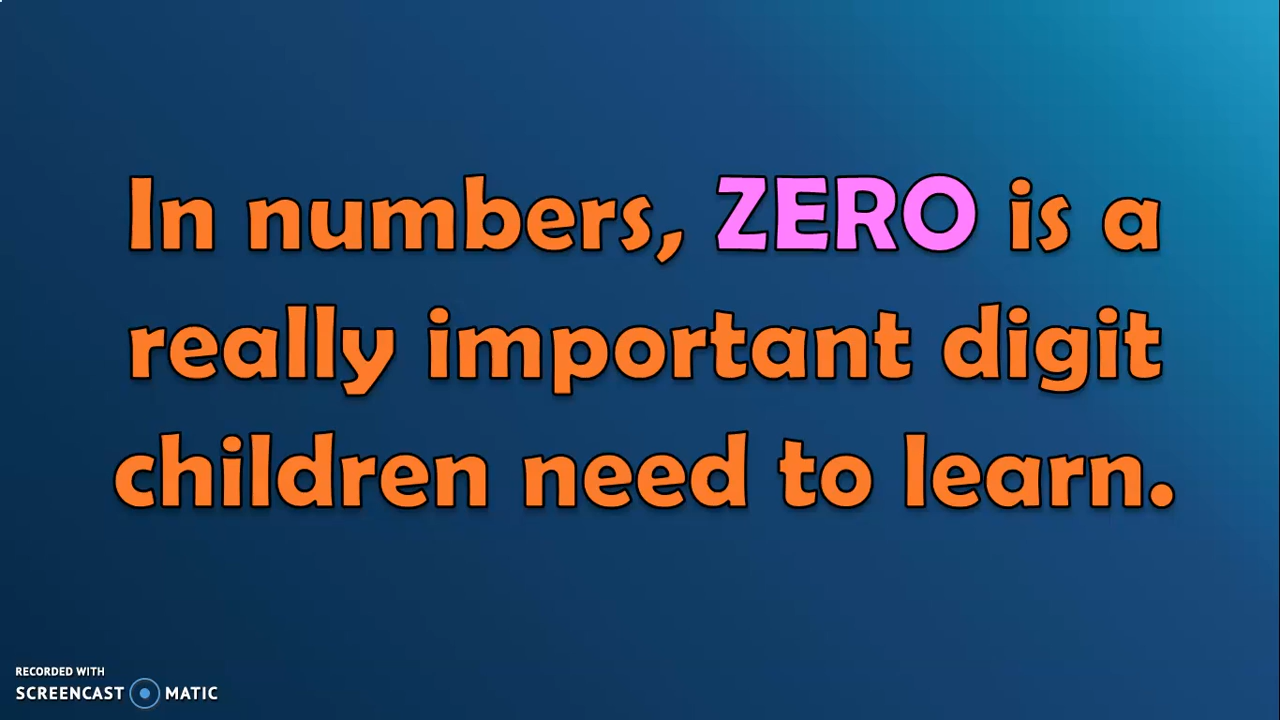 In numbers, ZERO is a
really important digit
children need to learn.
RECORDED WITH
SCREENCAST MATIC